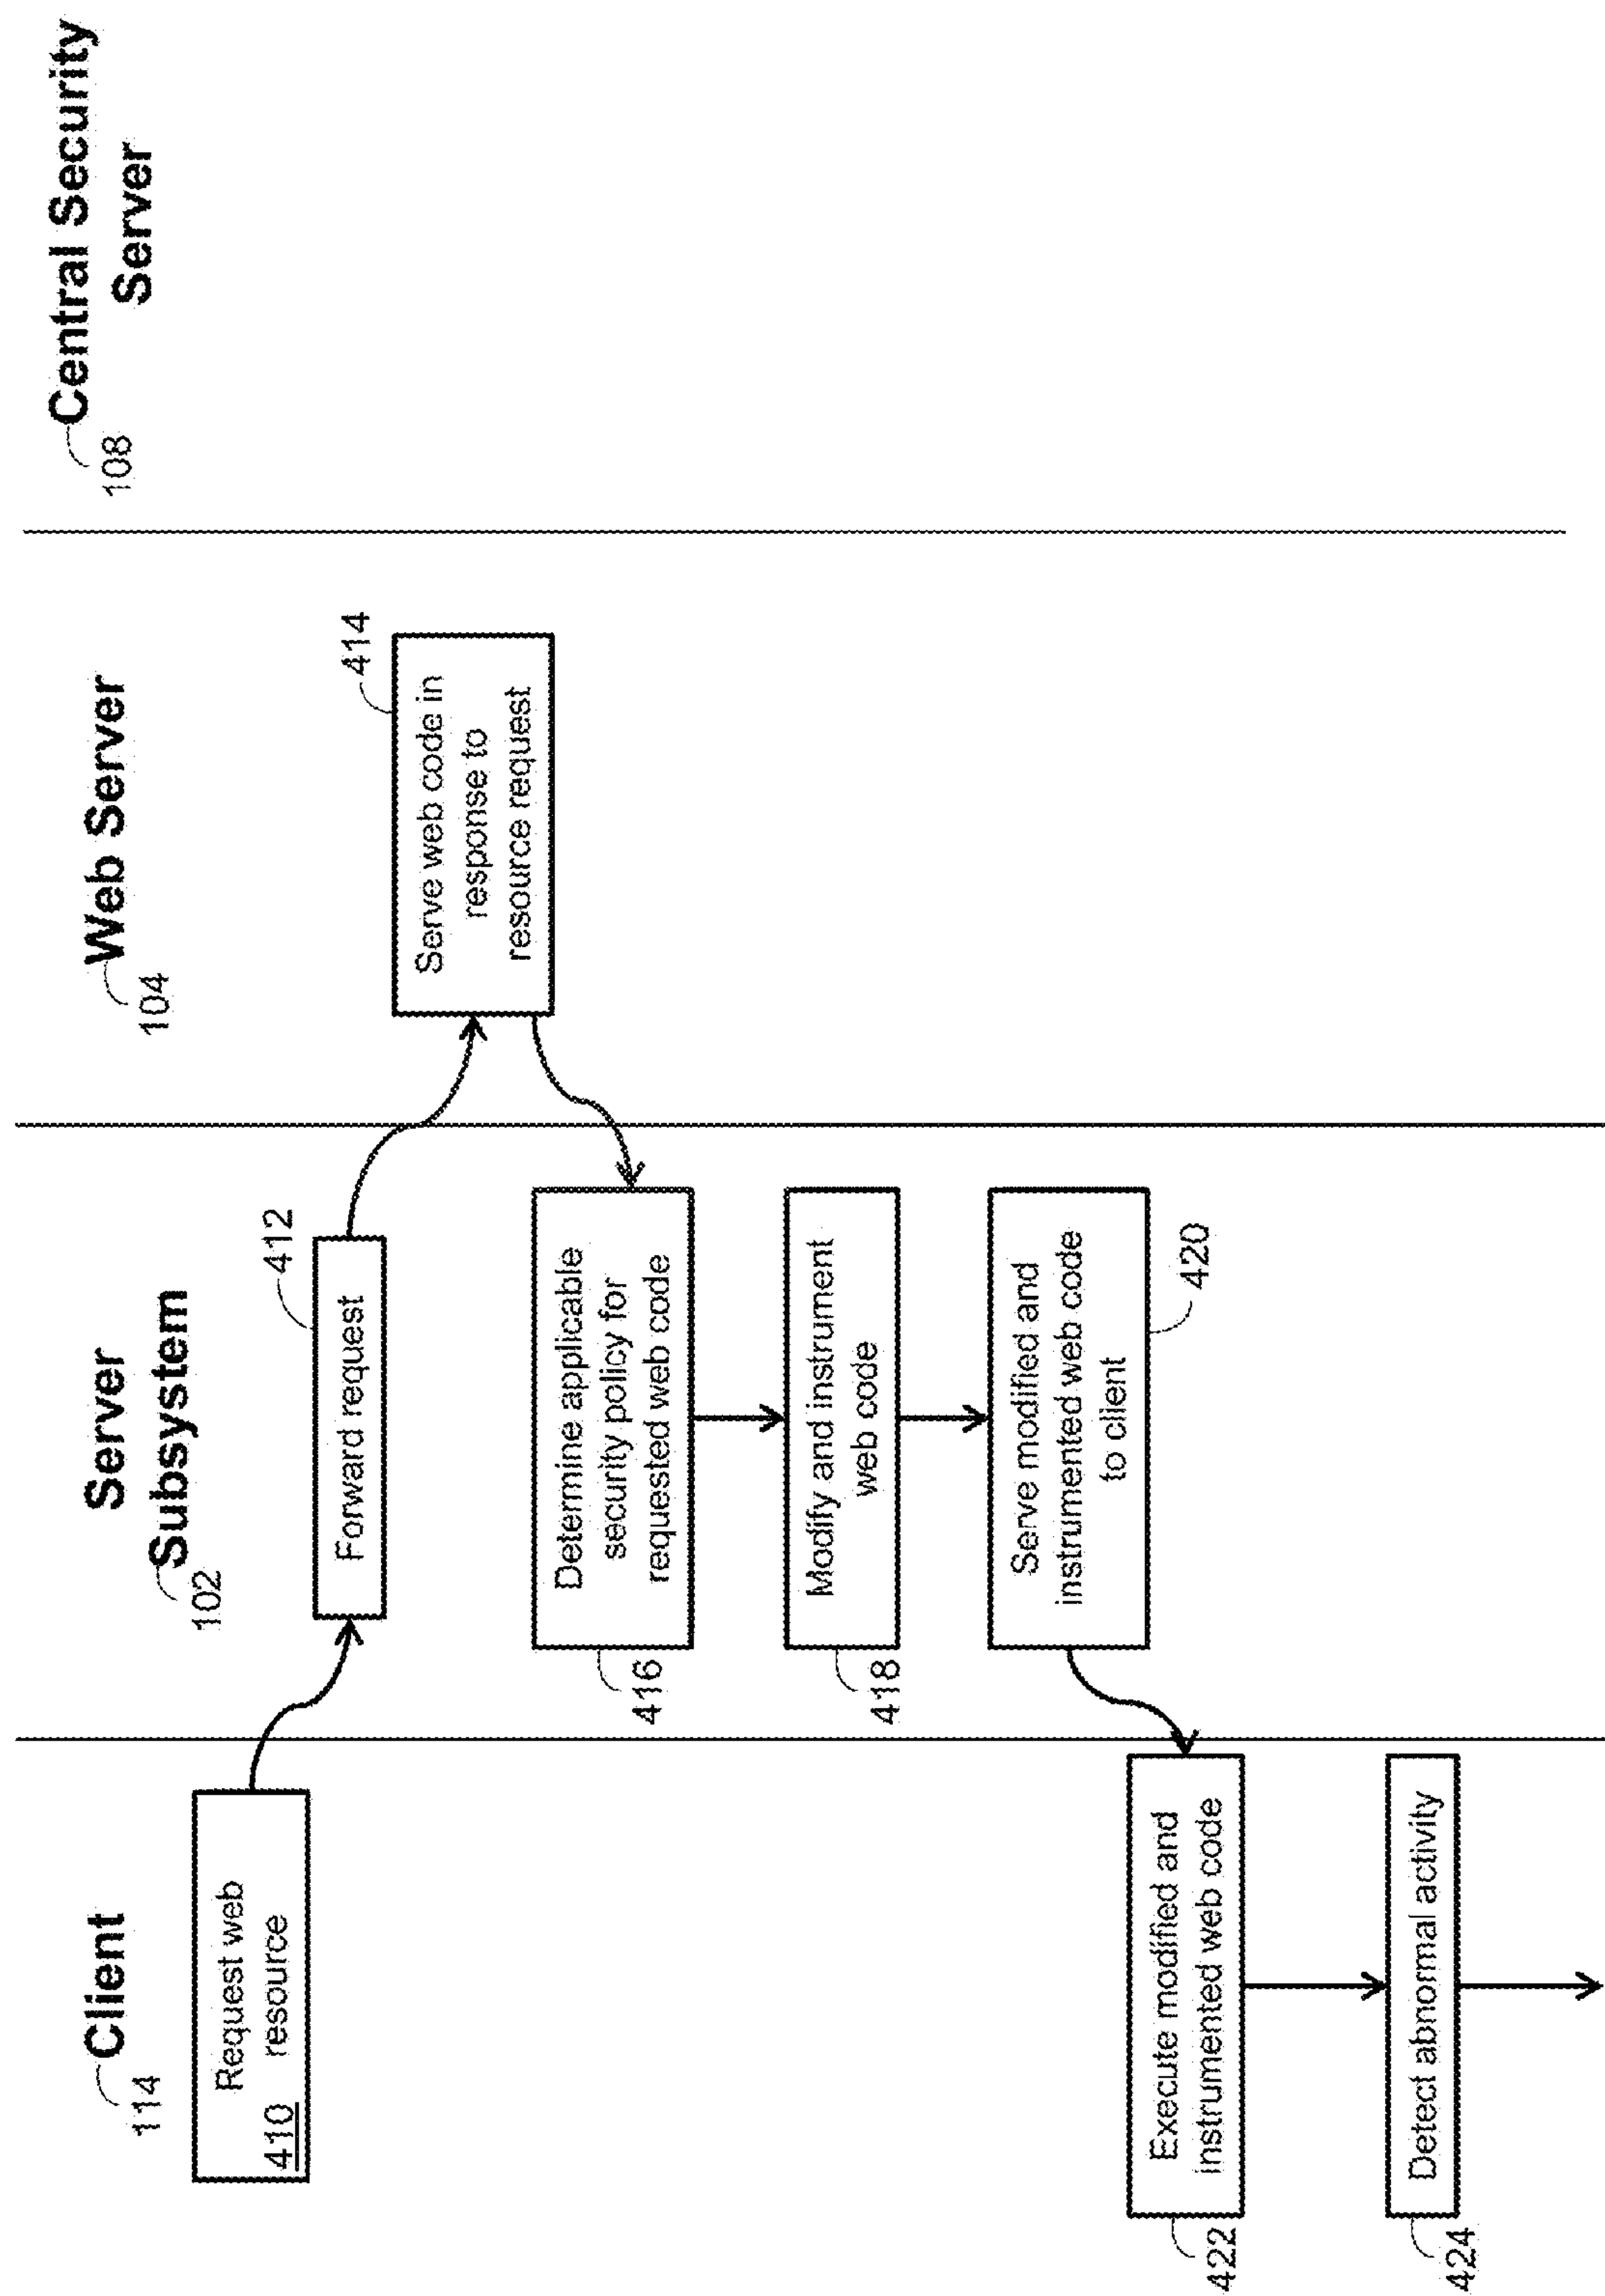 Client
114
Server
Subsystem
102
Web Server
104
Central Security
Server
108
Request web
410 resource
Forward request
412
Serve web code in
response to
resource request
414
Determine applicable
security policy for
requested web code
416
Modify and instrument
web code
418
Serve modified and
instrumented web code
to client
420
Execute modified and
instrumented web code
422
Detect abnormal activity
424